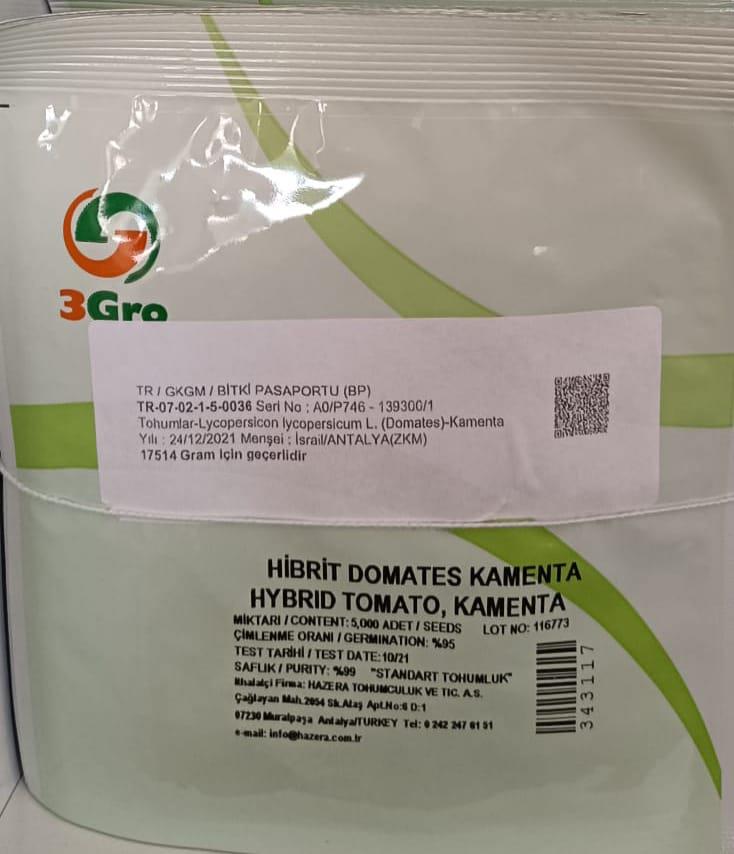 3Gro
TR / GKGM / BİTKİ PASAPORTU (BP)
TR-07-02-1-5-0036 Seri No : A0/P746 - 139300/1
Tohumlar-Lycopersicon lycopersicum L. (Domates)-Kamenta
Yılı : 24/12/2021 Menşei : İsrail/ANTALYA(ZKM)
17514 Gram için geçerlidir
HİBRİT DOMATES KAMENTA
HYBRID TOMATO, KAMENTA
MİKTARI / CONTENT: 5,000 ADET / SEEDS LOT NO: 116773
ÇİMLENME ORANI / GERMINATION: %95
TEST TARİHİ / TEST DATE: 10/21
SAFLIK / PURITY: %99 "STANDART TOHUMLUK"
İthalatçi Firma: HAZERA TOHUMCULUK VE TIC. A.S.
Çağlayan Mah. 2054 Sk. Ataş Apt.No:6 D:1
07230 Muratpaşa Antalya/TURKEY Tel: 0 242 247 61 51
e-mail: info@hazera.com.tr
343117